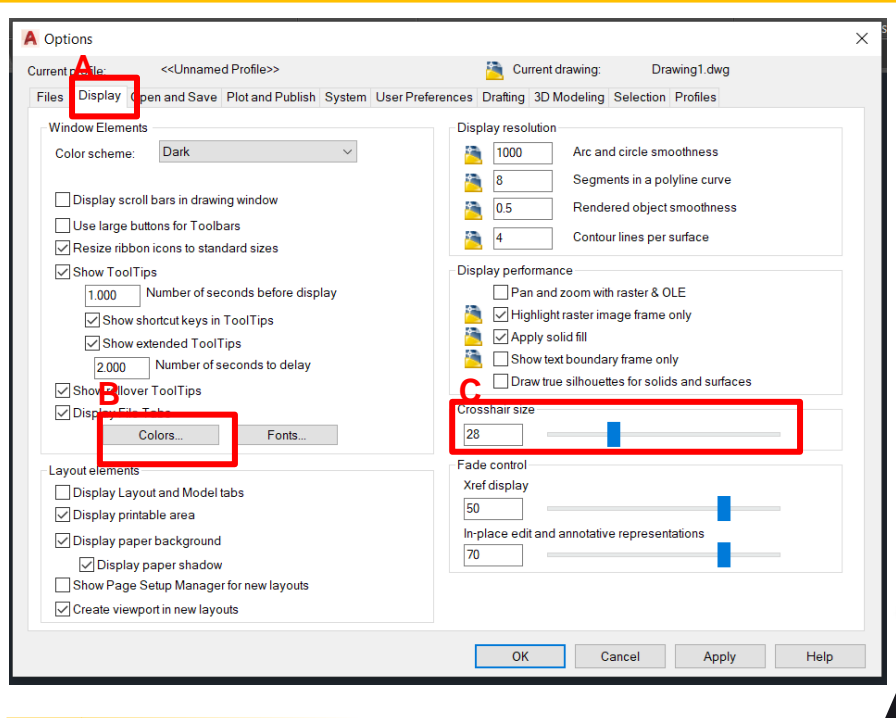 Options
A
Current profile: <<Unnamed Profile>> Current drawing: Drawing1.dwg
Files Display Open and Save Plot and Publish System User Preferences Drafting 3D Modeling Selection Profiles
Window Elements
Color scheme: Dark
Display scroll bars in drawing window
Use large buttons for Toolbars
Resize ribbon icons to standard sizes
Show ToolTips
1.000 Number of seconds before display
Show shortcut keys in ToolTips
Show extended ToolTips
2.000 Number of seconds to delay
Show rollover ToolTips
B
Display File Tabs
Colors... Fonts...
Layout elements
Display Layout and Model tabs
Display printable area
Display paper background
Display paper shadow
Show Page Setup Manager for new layouts
Create viewport in new layouts
Display resolution
1000 Arc and circle smoothness
8 Segments in a polyline curve
0.5 Rendered object smoothness
4 Contour lines per surface
Display performance
Pan and zoom with raster & OLE
Highlight raster image frame only
Apply solid fill
Show text boundary frame only
Draw true silhouettes for solids and surfaces
C
Crosshair size
28
Fade control
Xref display
50
In-place edit and annotative representations
70
OK Cancel Apply Help